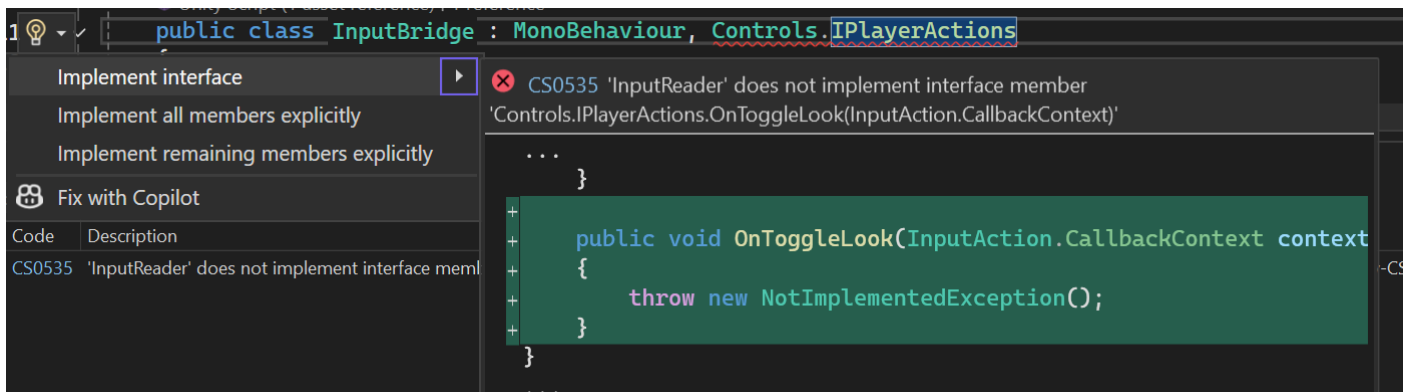 public class InputBridge : MonoBehaviour, Controls.IPlayerActions
Implement interface
Implement all members explicitly
Implement remaining members explicitly
Fix with Copilot
Code Description
CS0535 'InputReader' does not implement interface
CS0535 'InputReader' does not implement interface member
'Controls.IPlayerActions.OnToggleLook(InputAction.CallbackContext)'
...
}
+
+ public void OnToggleLook(InputAction.CallbackContext context
+ {
+ throw new NotImplementedException();
+ }
}
...
-CS